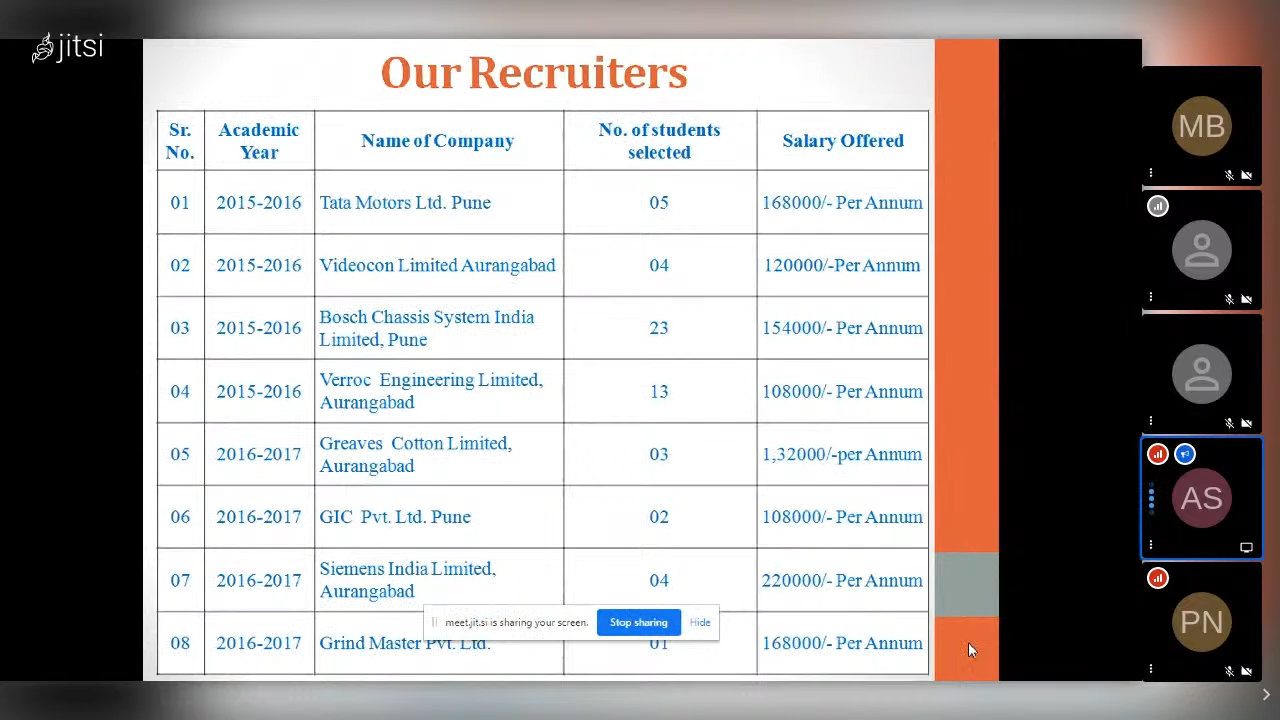 jitsi
Our Recruiters
Sr. No. Academic Year Name of Company No. of students selected Salary Offered
01 2015-2016 Tata Motors Ltd. Pune 05 168000/- Per Annum
02 2015-2016 Videocon Limited Aurangabad 04 120000/-Per Annum
03 2015-2016 Bosch Chassis System India Limited, Pune 23 154000/- Per Annum
04 2015-2016 Verroc Engineering Limited, Aurangabad 13 108000/- Per Annum
05 2016-2017 Greaves Cotton Limited, Aurangabad 03 1,32000/-per Annum
06 2016-2017 GIC Pvt. Ltd. Pune 02 108000/- Per Annum
07 2016-2017 Siemens India Limited, Aurangabad 04 220000/- Per Annum
meet.jit.si is sharing your screen. Stop sharing Hide
08 2016-2017 Grind Master Pvt. Ltd. 01 168000/- Per Annum
MB
AS
PN